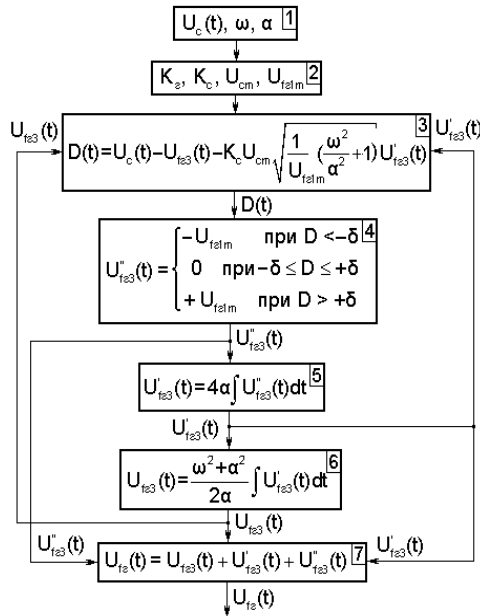 U_c(t), ω, α 1
K_г, K_c, U_cm, U_fг1m 2
U_fг3(t)
U'_fг3(t)
3
D(t)=U_c(t)−U_fг3(t)−K_c U_cm √(1/U_fг1m (ω²/α²+1)) U'_fг3(t)
D(t)
4
U''_fг3(t) = {
−U_fг1m при D <−δ
0 при −δ ≤ D ≤ +δ
+U_fг1m при D > +δ
U''_fг3(t)
U'_fг3(t)=4α∫U''_fг3(t)dt 5
U'_fг3(t)
U_fг3(t)=(ω²+α²)/2α ∫U'_fг3(t)dt 6
U_fг3(t)
U''_fг3(t)
U'_fг3(t)
U_fг(t) = U_fг3(t)+U'_fг3(t)+U''_fг3(t) 7
U_fг(t)